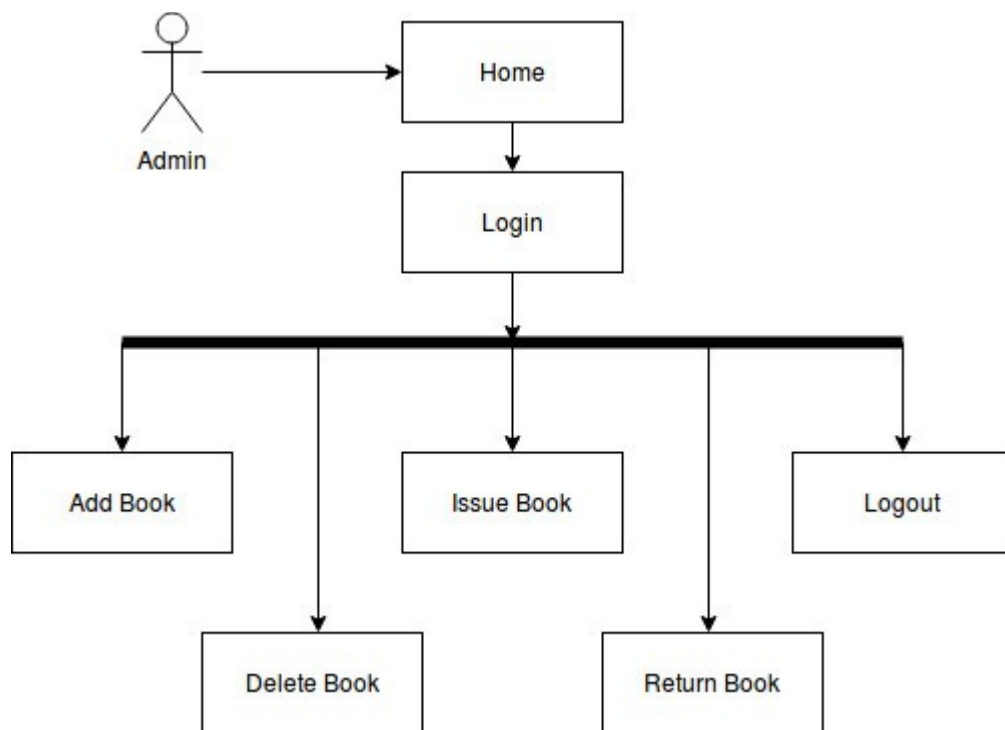 Home
Admin
Login
Add Book
Issue Book
Logout
Delete Book
Return Book